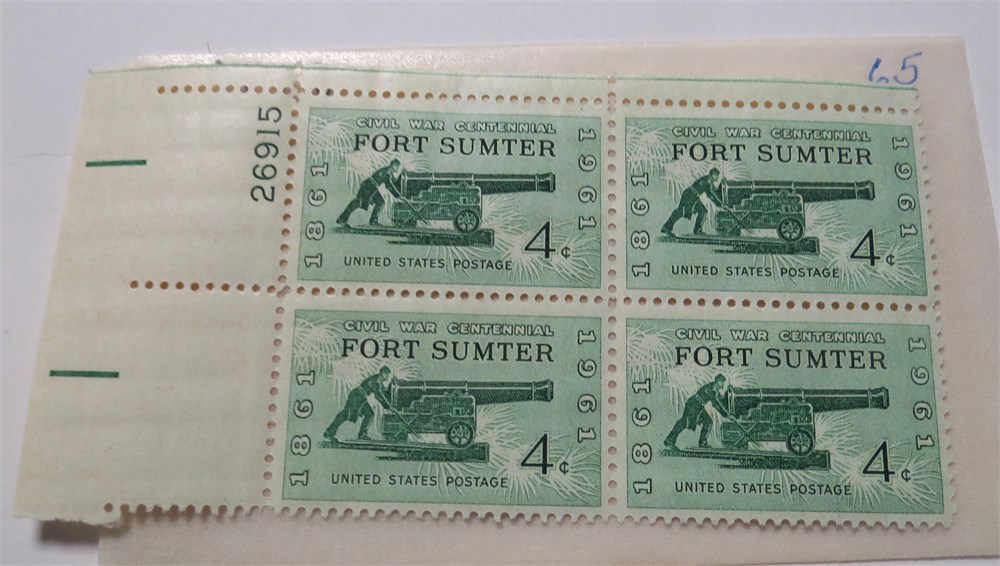 65
26915
CIVIL WAR CENTENNIAL
FORT SUMTER
1861
1961
4¢
UNITED STATES POSTAGE
CIVIL WAR CENTENNIAL
FORT SUMTER
1861
1961
4¢
UNITED STATES POSTAGE
CIVIL WAR CENTENNIAL
FORT SUMTER
1861
1961
4¢
UNITED STATES POSTAGE
CIVIL WAR CENTENNIAL
FORT SUMTER
1861
1961
4¢
UNITED STATES POSTAGE